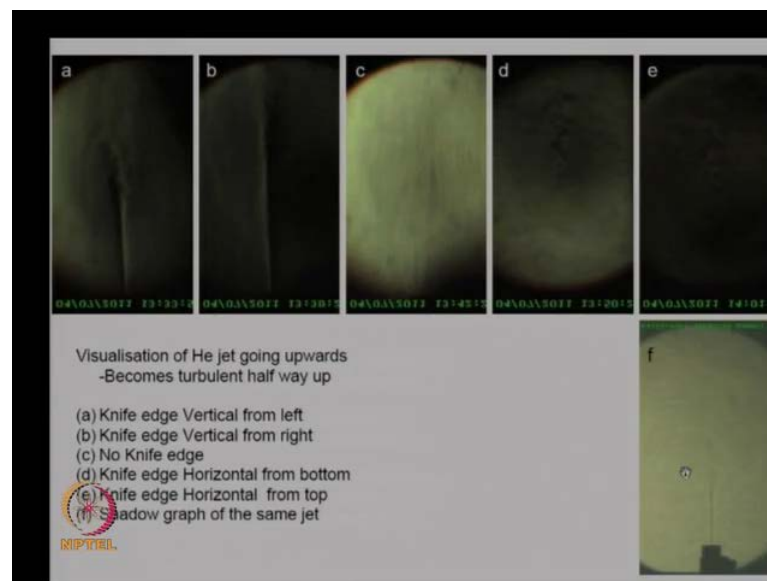 a
b
c
d
e
Visualisation of He jet going upwards
-Becomes turbulent half way up
f
(a) Knife edge Vertical from left
(b) Knife edge Vertical from right
(c) No Knife edge
(d) Knife edge Horizontal from bottom
(e) Knife edge Horizontal from top
(f) Shadow graph of the same jet
NPTEL